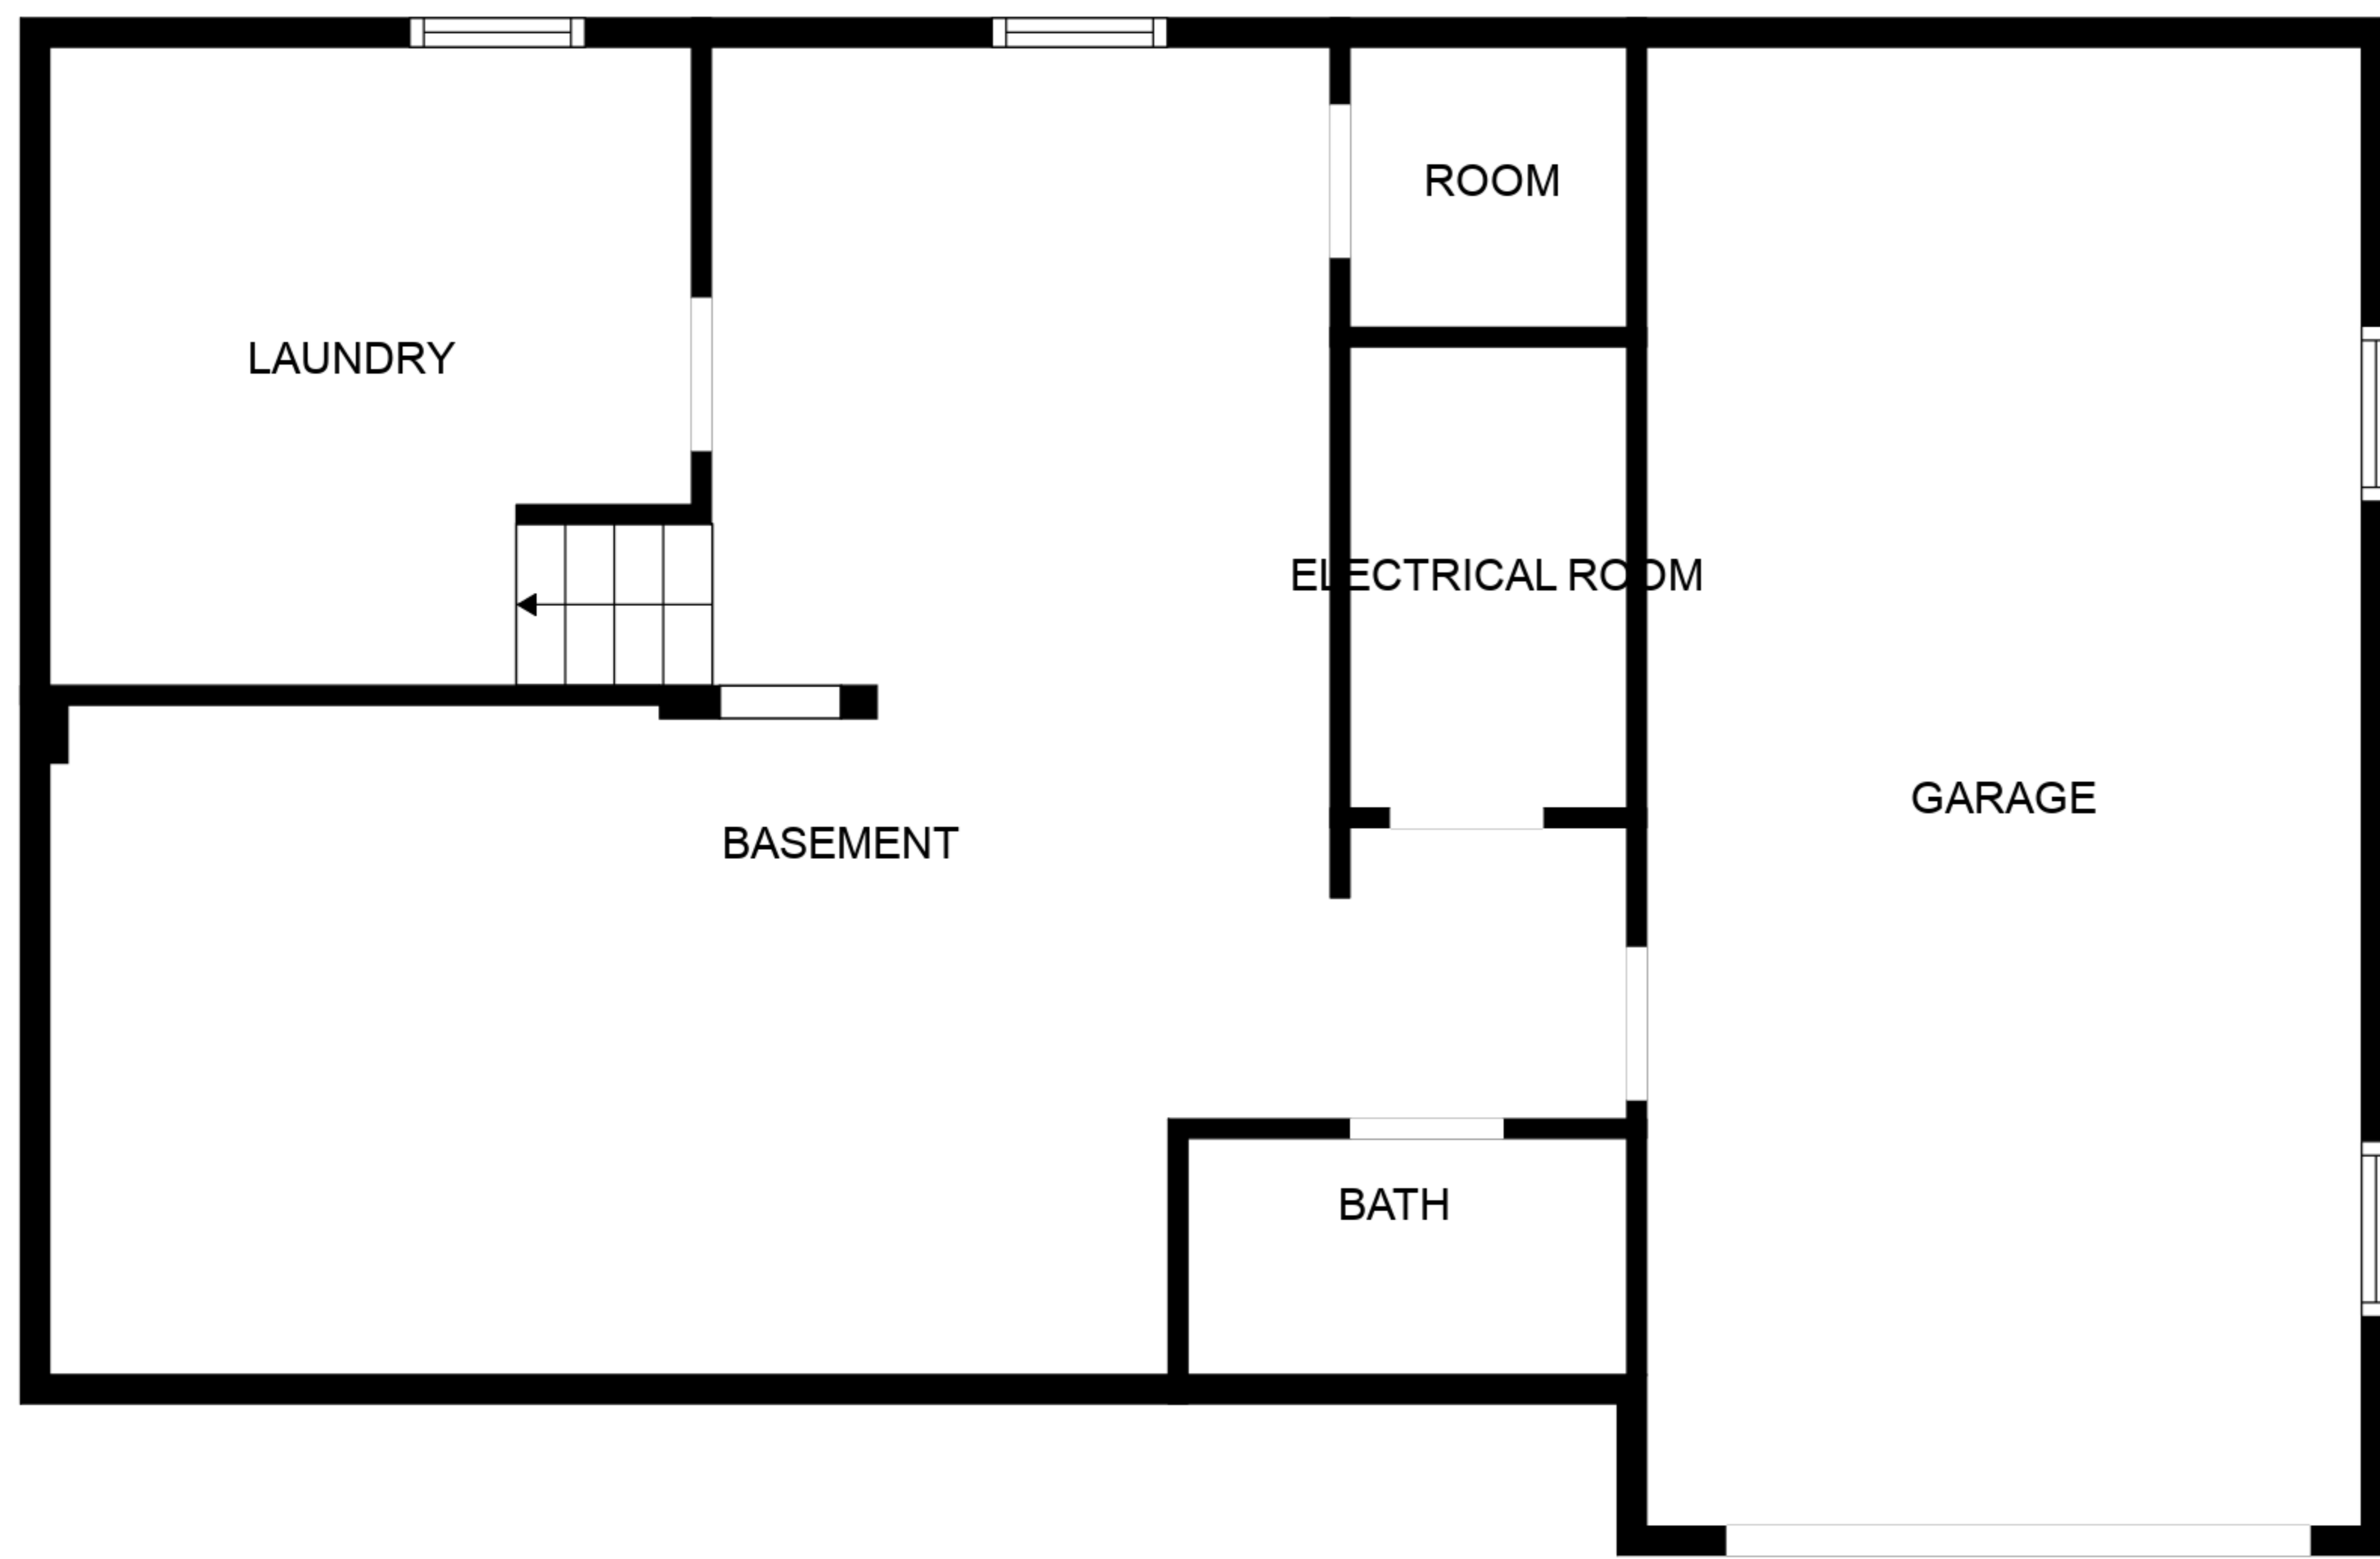 ROOM
LAUNDRY
ELECTRICAL ROOM
GARAGE
BASEMENT
BATH